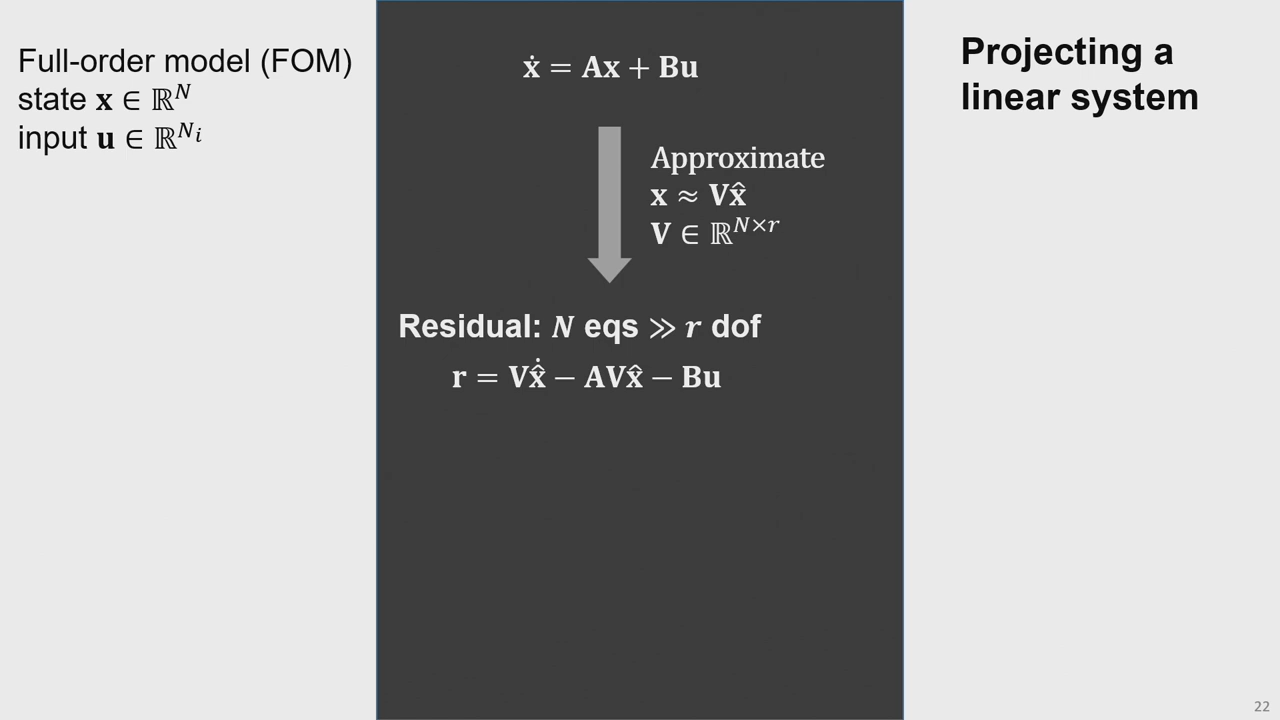 Full-order model (FOM)
state 𝐱 ∈ ℝ^N
input 𝐮 ∈ ℝ^{N_i}
ẋ = Ax + Bu
Approximate
x ≈ Vx̂
V ∈ ℝ^{N×r}
Residual: N eqs ≫ r dof
r = Vx̂̇ − AVx̂ − Bu
Projecting a
linear system
22